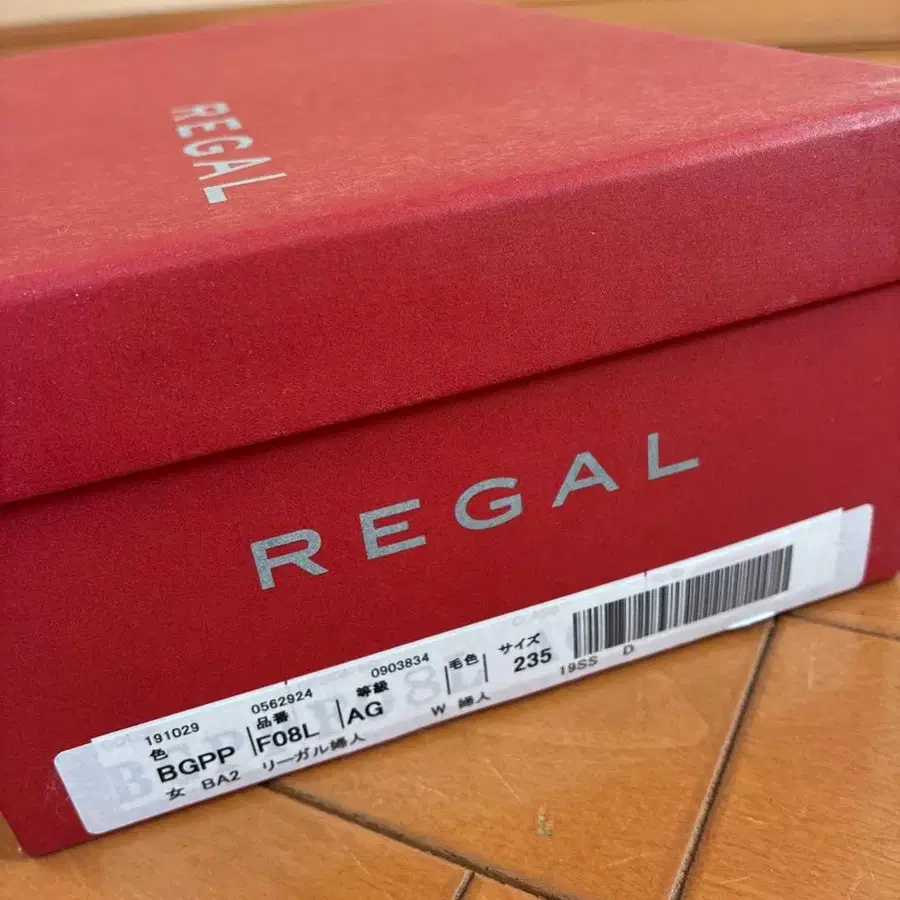 REGAL
REGAL
191029 0562924 0903834
色 品番 等級 毛色 サイズ
BGPP F08L AG 235
女 BA2 リーガル婦人 W 婦人 19SS D